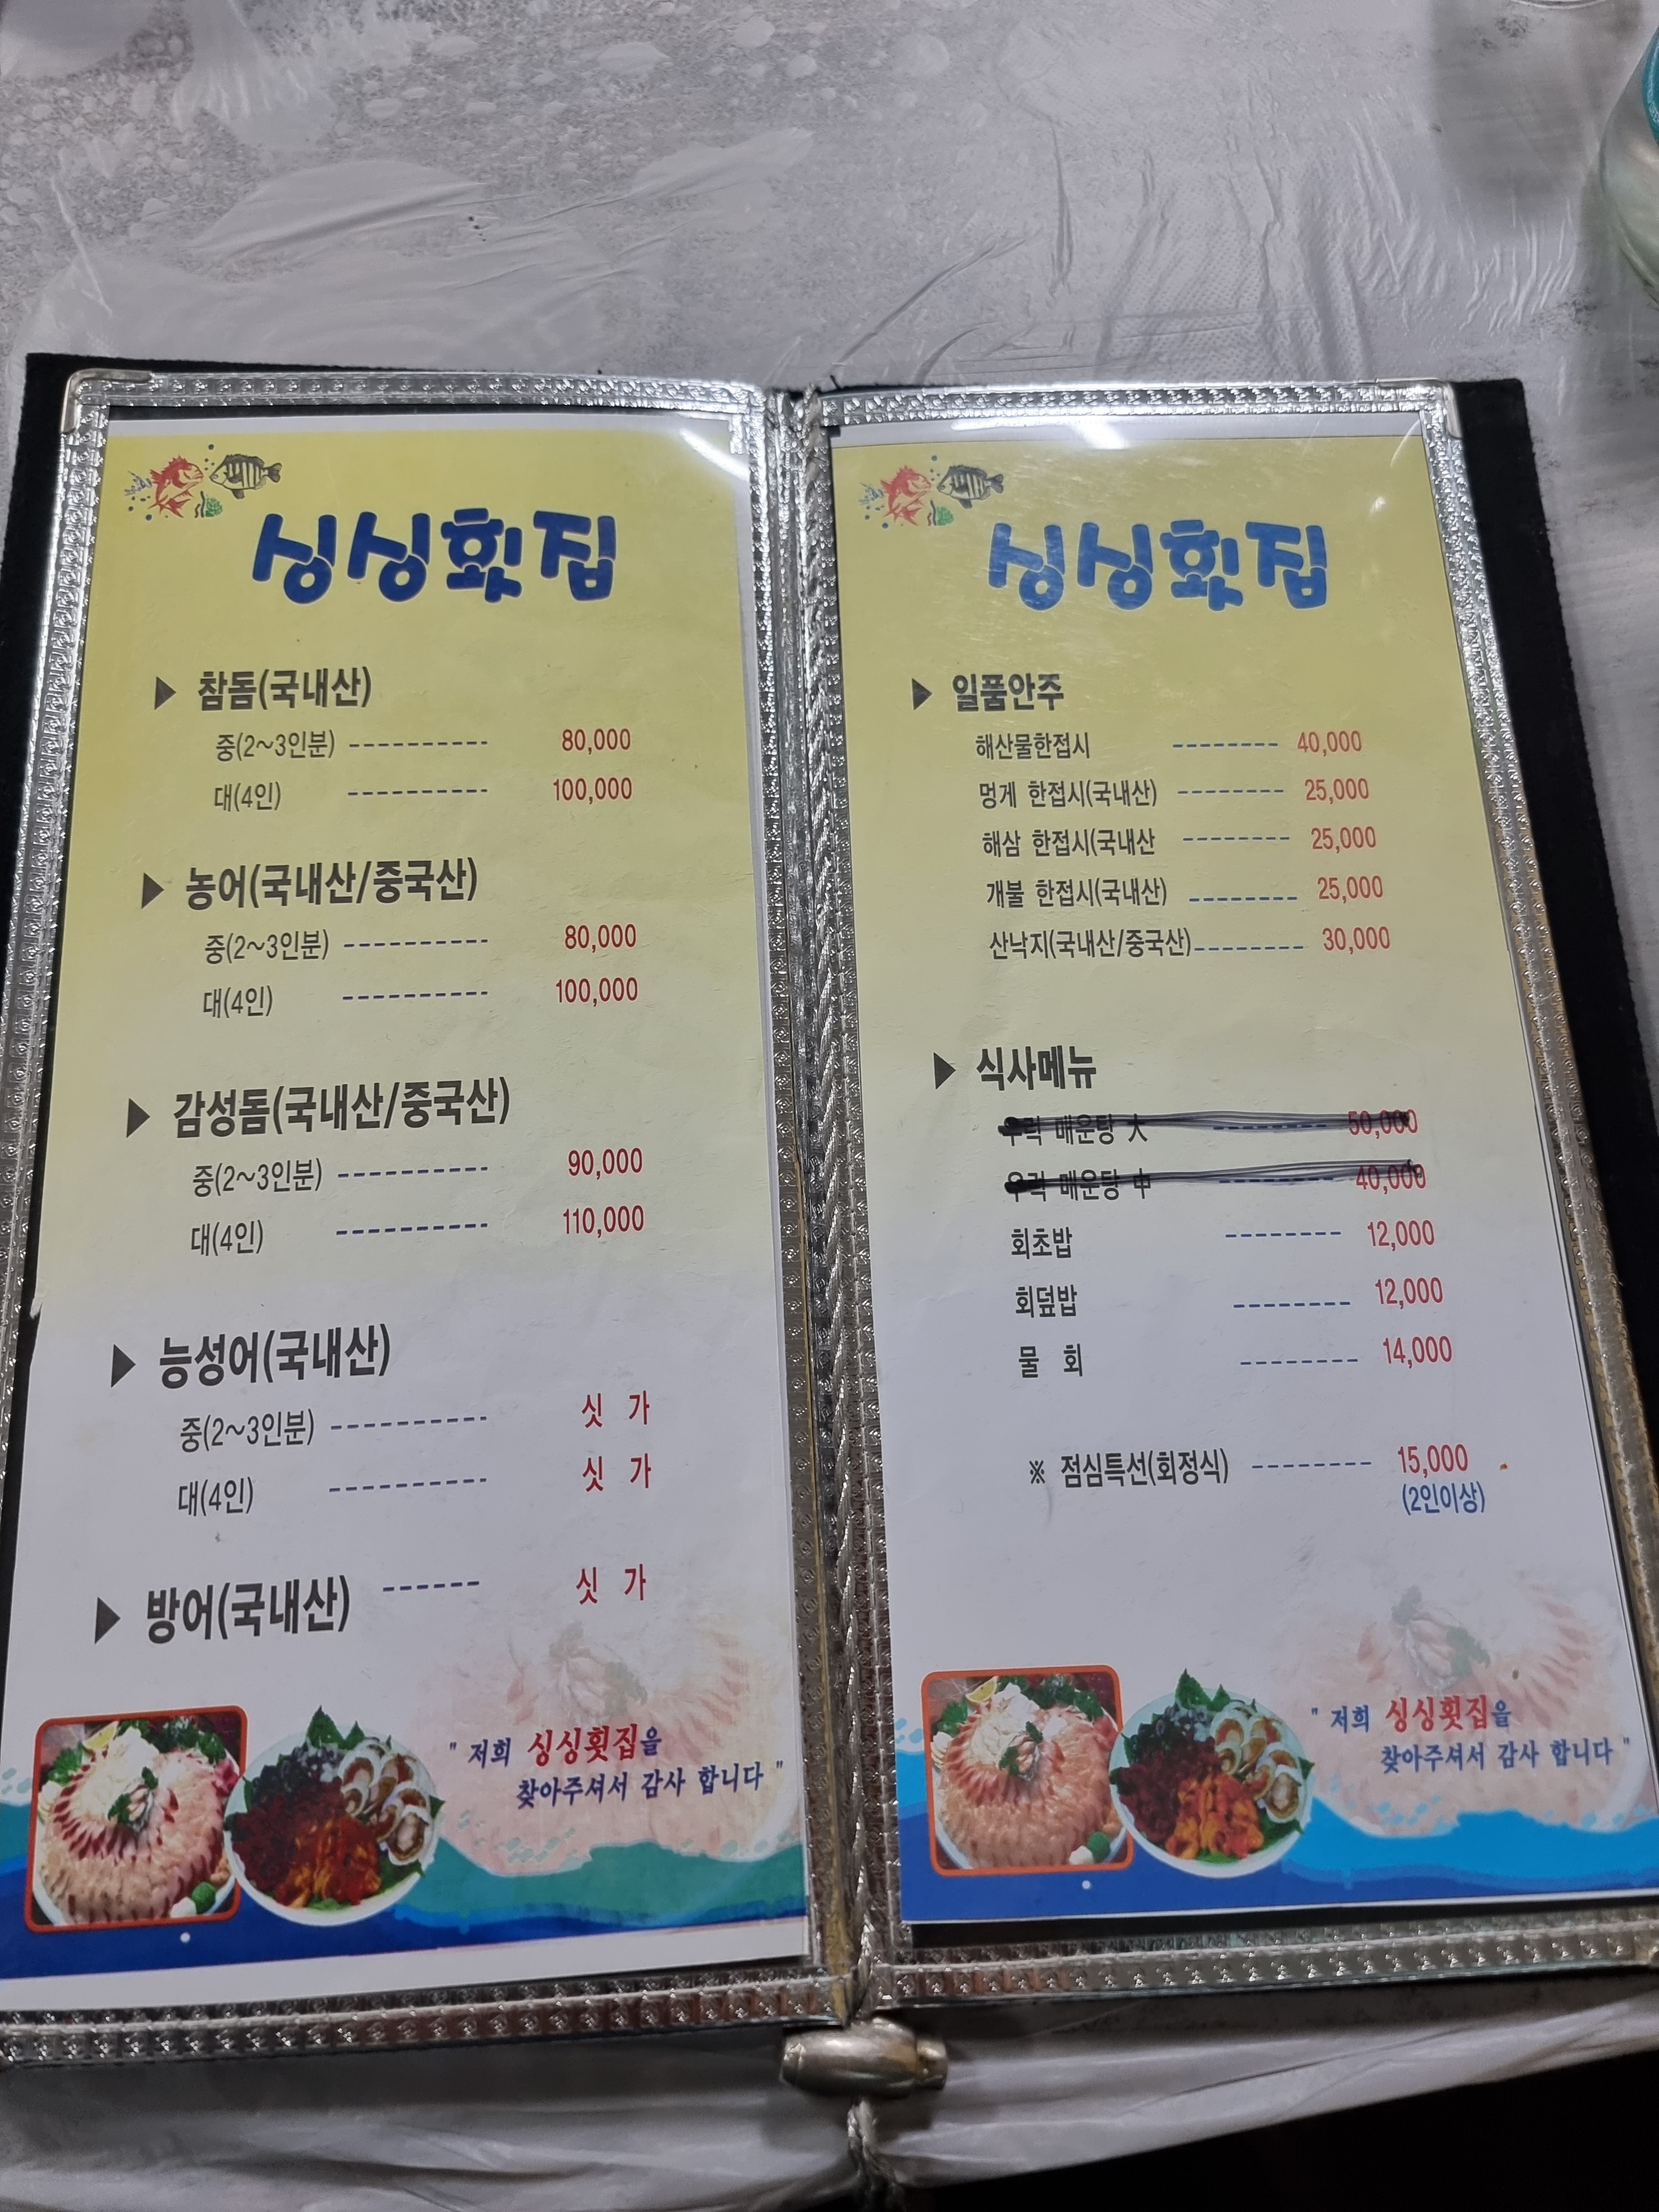 싱싱횟집
▶ 참돔(국내산)
중(2~3인분) ---------- 80,000
대(4인) ---------- 100,000
▶ 농어(국내산/중국산)
중(2~3인분) ---------- 80,000
대(4인) ---------- 100,000
▶ 감성돔(국내산/중국산)
중(2~3인분) ---------- 90,000
대(4인) ---------- 110,000
▶ 능성어(국내산)
중(2~3인분) ---------- 싯 가
대(4인) ---------- 싯 가
▶ 방어(국내산) ------ 싯 가
" 저희 싱싱횟집을
찾아주셔서 감사 합니다 "
싱싱횟집
▶ 일품안주
해산물한접시 -------- 40,000
멍게 한접시(국내산) -------- 25,000
해삼 한접시(국내산 -------- 25,000
개불 한접시(국내산) -------- 25,000
산낙지(국내산/중국산)-------- 30,000
▶ 식사메뉴
우럭 매운탕 大 -------- 50,000
우럭 매운탕 中 -------- 40,000
회초밥 -------- 12,000
회덮밥 -------- 12,000
물 회 -------- 14,000
※ 점심특선(회정식) -------- 15,000
(2인이상)
" 저희 싱싱횟집을
찾아주셔서 감사 합니다 "